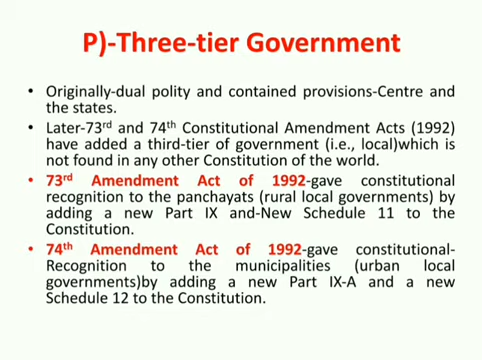 P)-Three-tier Government
• Originally-dual polity and contained provisions-Centre and
the states.
• Later-73rd and 74th Constitutional Amendment Acts (1992)
have added a third-tier of government (i.e., local)which is
not found in any other Constitution of the world.
• 73rd Amendment Act of 1992-gave constitutional
recognition to the panchayats (rural local governments) by
adding a new Part IX and-New Schedule 11 to the
Constitution.
• 74th Amendment Act of 1992-gave constitutional-
Recognition to the municipalities (urban local
governments)by adding a new Part IX-A and a new
Schedule 12 to the Constitution.